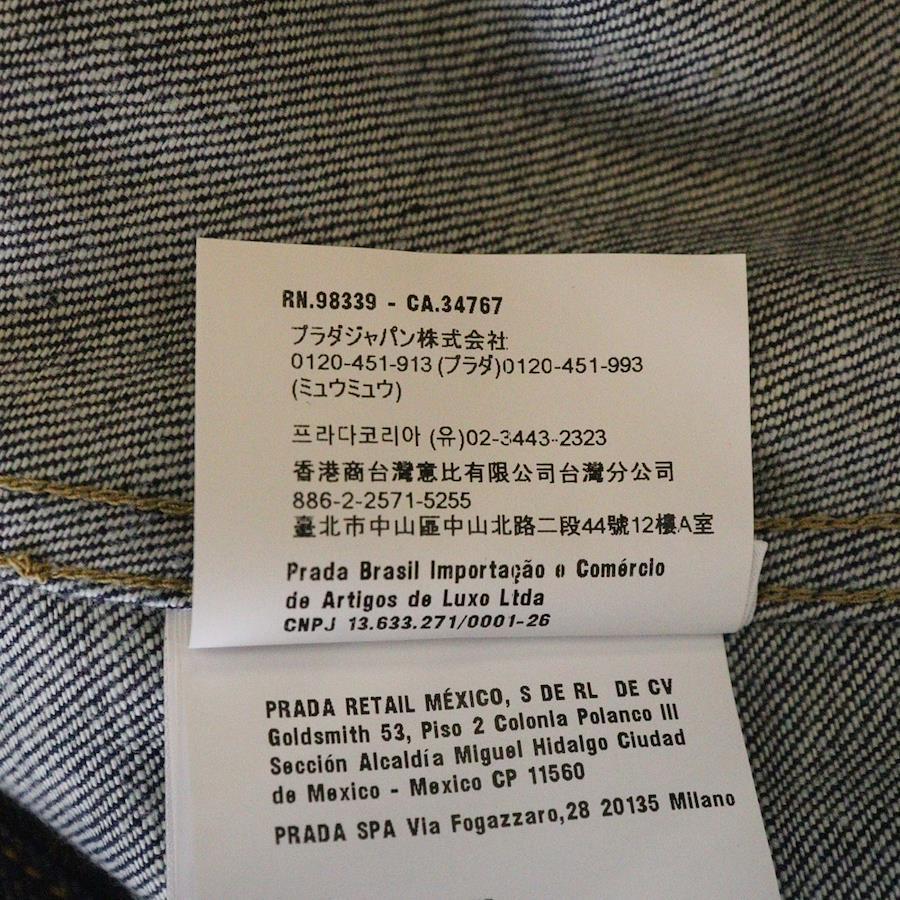 RN.98339 - CA.34767
プラダジャパン株式会社
0120-451-913 (プラダ)0120-451-993
(ミュウミュウ)
프라다코리아 (유)02-3443-2323
香港商台灣意比有限公司台灣分公司
886-2-2571-5255
臺北市中山區中山北路二段44號12樓A室
Prada Brasil Importação e Comércio
de Artigos de Luxo Ltda
CNPJ 13.633.271/0001-26
PRADA RETAIL MÉXICO, S DE RL DE CV
Goldsmith 53, Piso 2 Colonia Polanco III
Sección Alcaldía Miguel Hidalgo Ciudad
de Mexico - Mexico CP 11560
PRADA SPA Via Fogazzaro,28 20135 Milano